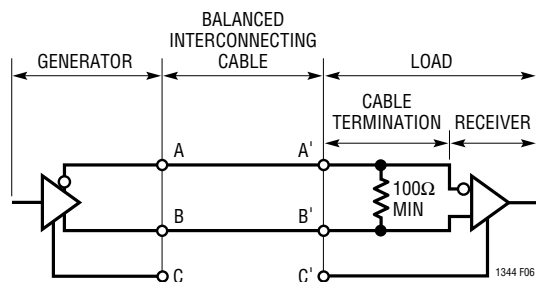 BALANCED
INTERCONNECTING
CABLE
GENERATOR
LOAD
CABLE
TERMINATION
RECEIVER
A
A'
100Ω
MIN
B
B'
C
C'
1344 F06